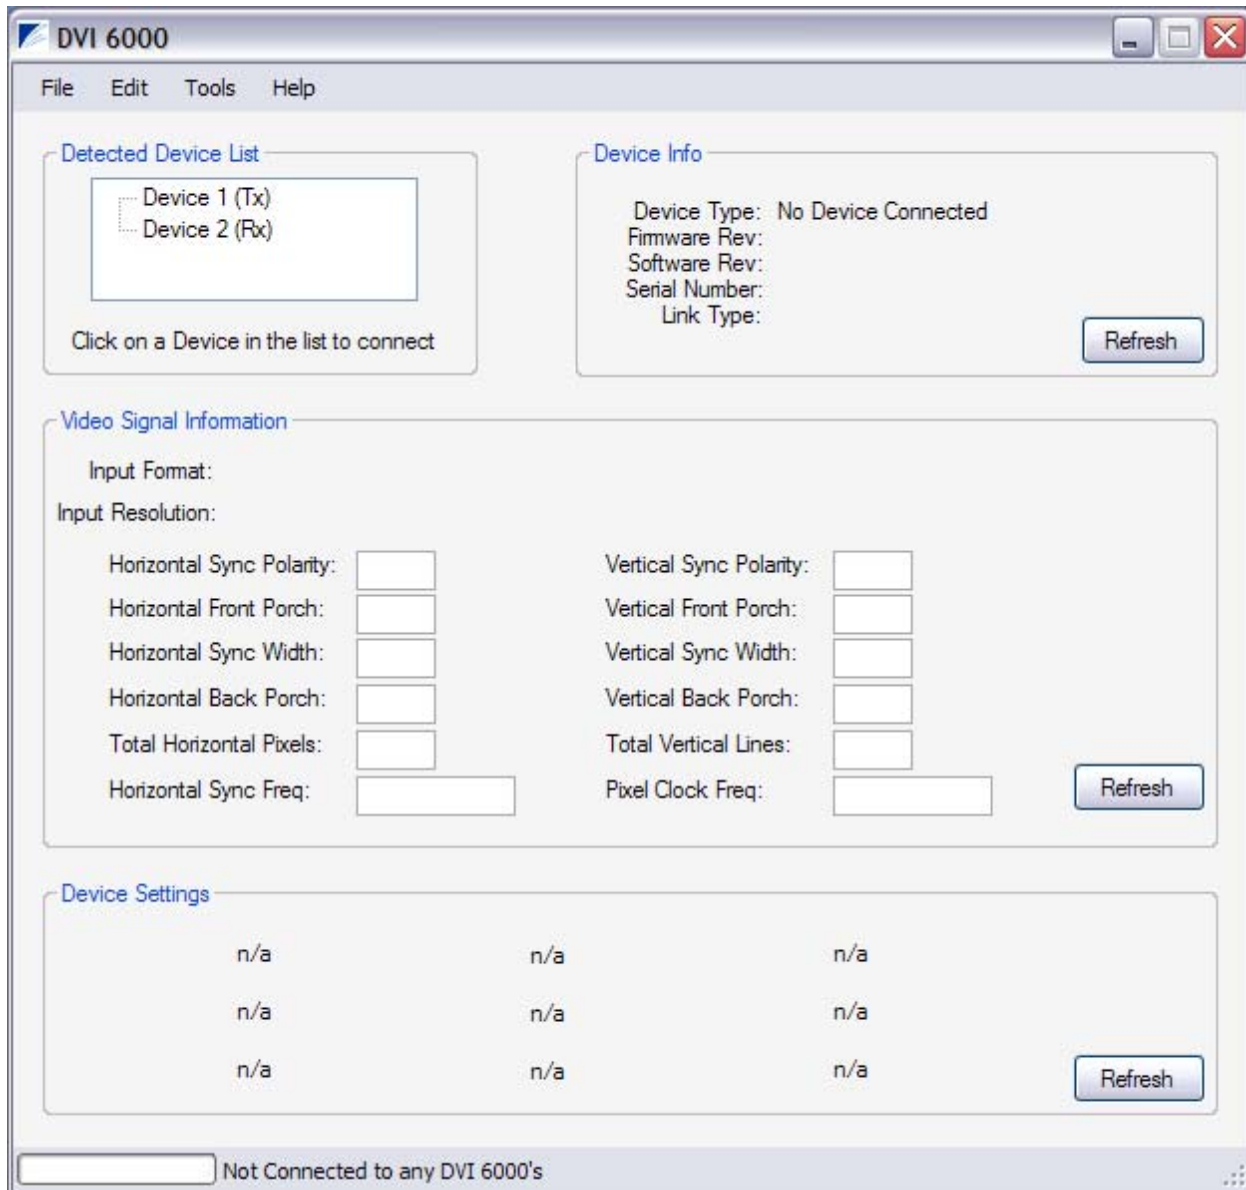 DVI 6000
File Edit Tools Help
Detected Device List
Device 1 (Tx)
Device 2 (Rx)
Click on a Device in the list to connect
Device Info
Device Type: No Device Connected
Firmware Rev:
Software Rev:
Serial Number:
Link Type:
Refresh
Video Signal Information
Input Format:
Input Resolution:
Horizontal Sync Polarity: Vertical Sync Polarity:
Horizontal Front Porch: Vertical Front Porch:
Horizontal Sync Width: Vertical Sync Width:
Horizontal Back Porch: Vertical Back Porch:
Total Horizontal Pixels: Total Vertical Lines:
Horizontal Sync Freq: Pixel Clock Freq: Refresh
Device Settings
n/a n/a n/a
n/a n/a n/a
n/a n/a n/a Refresh
Not Connected to any DVI 6000's